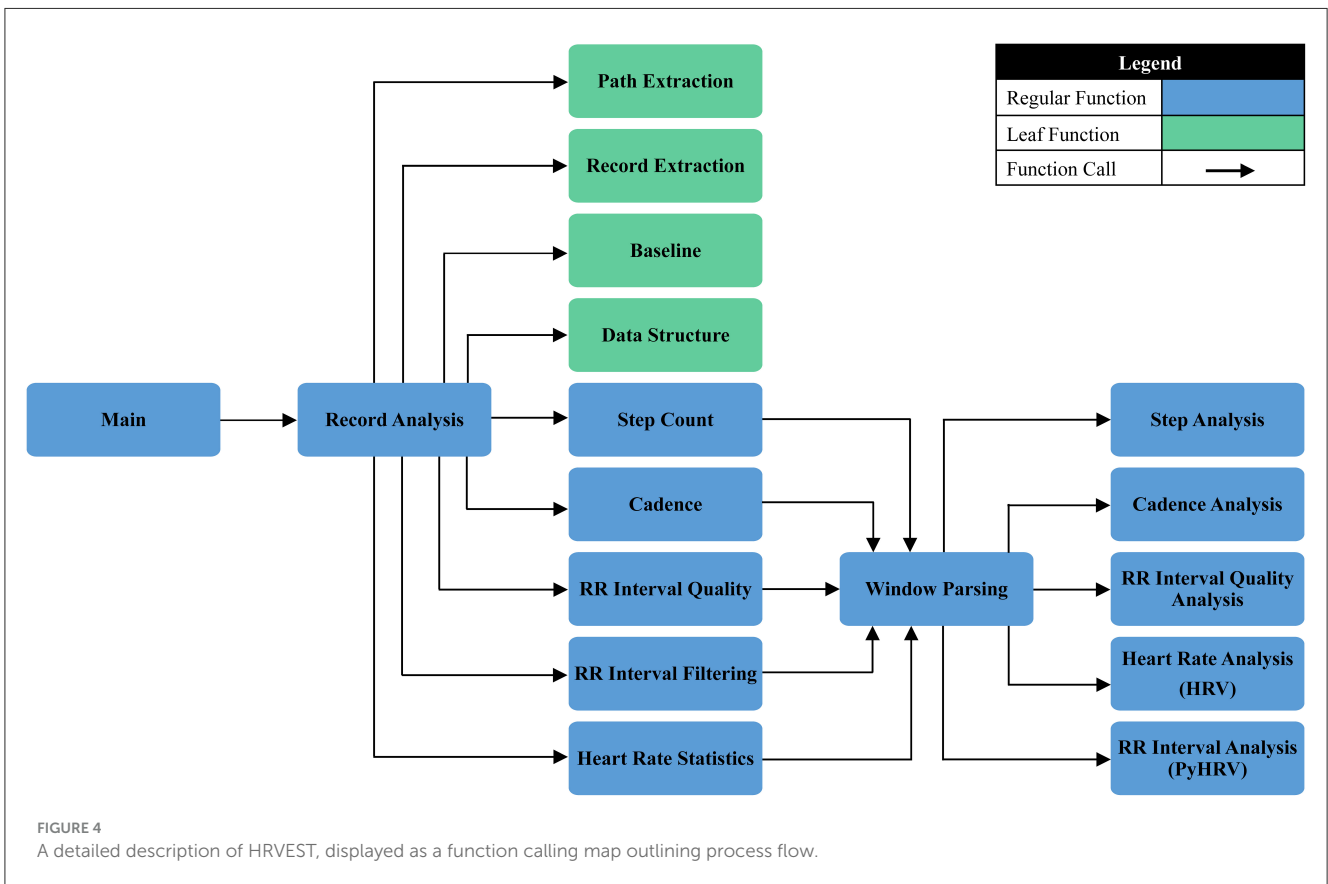 Path Extraction
Legend
Regular Function
Leaf Function
Function Call
Record Extraction
Baseline
Data Structure
Main
Record Analysis
Step Count
Step Analysis
Cadence
Cadence Analysis
RR Interval Quality
Window Parsing
RR Interval Quality
Analysis
RR Interval Filtering
Heart Rate Analysis
(HRV)
Heart Rate Statistics
RR Interval Analysis
(PyHRV)
FIGURE 4
A detailed description of HRVEST, displayed as a function calling map outlining process flow.